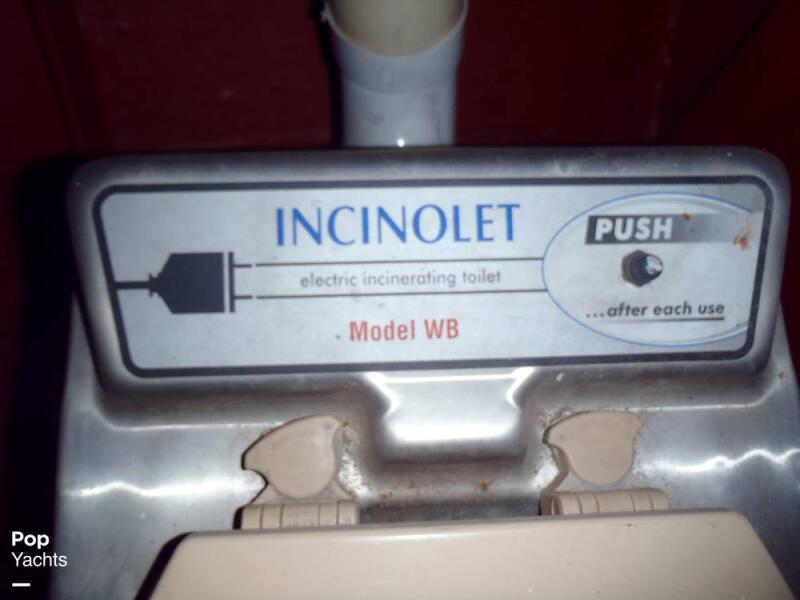 INCINOLET
PUSH
electric incinerating toilet
...after each use
Model WB
Pop
Yachts